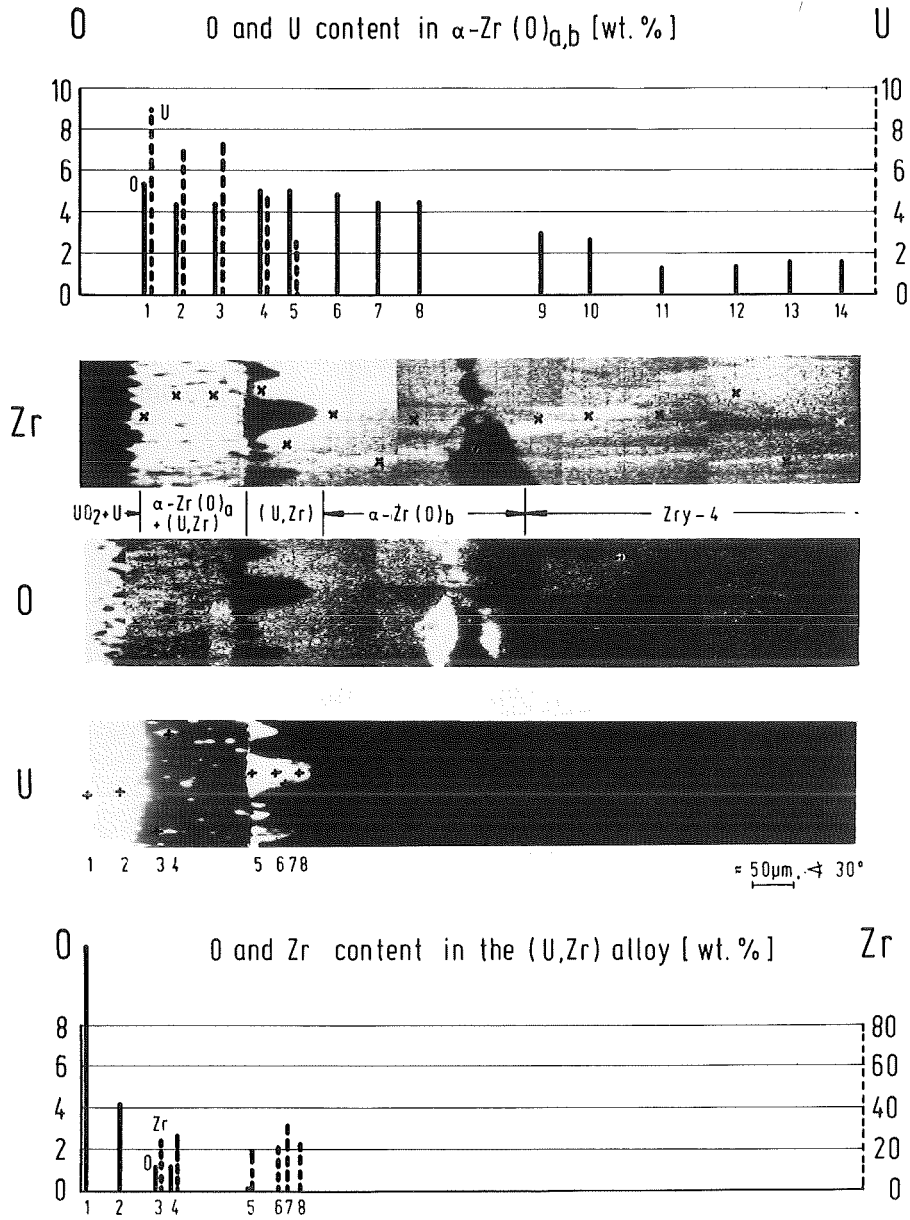 O O and U content in α-Zr (O)a,b [wt. %] U
10 10
8 U 8
6 6
O
4 4
2 2
0 0
1 2 3 4 5 6 7 8 9 10 11 12 13 14
Zr
UO2+U α-Zr(O)a + (U,Zr) (U,Zr) α-Zr(O)b Zry-4
O
U
1 2 3 4 5 6 7 8
≈ 50µm, ∢ 30°
O O and Zr content in the (U,Zr) alloy [wt. %] Zr
8 80
6 60
4 40
Zr
2 20
O
0 0
1 2 3 4 5 6 7 8